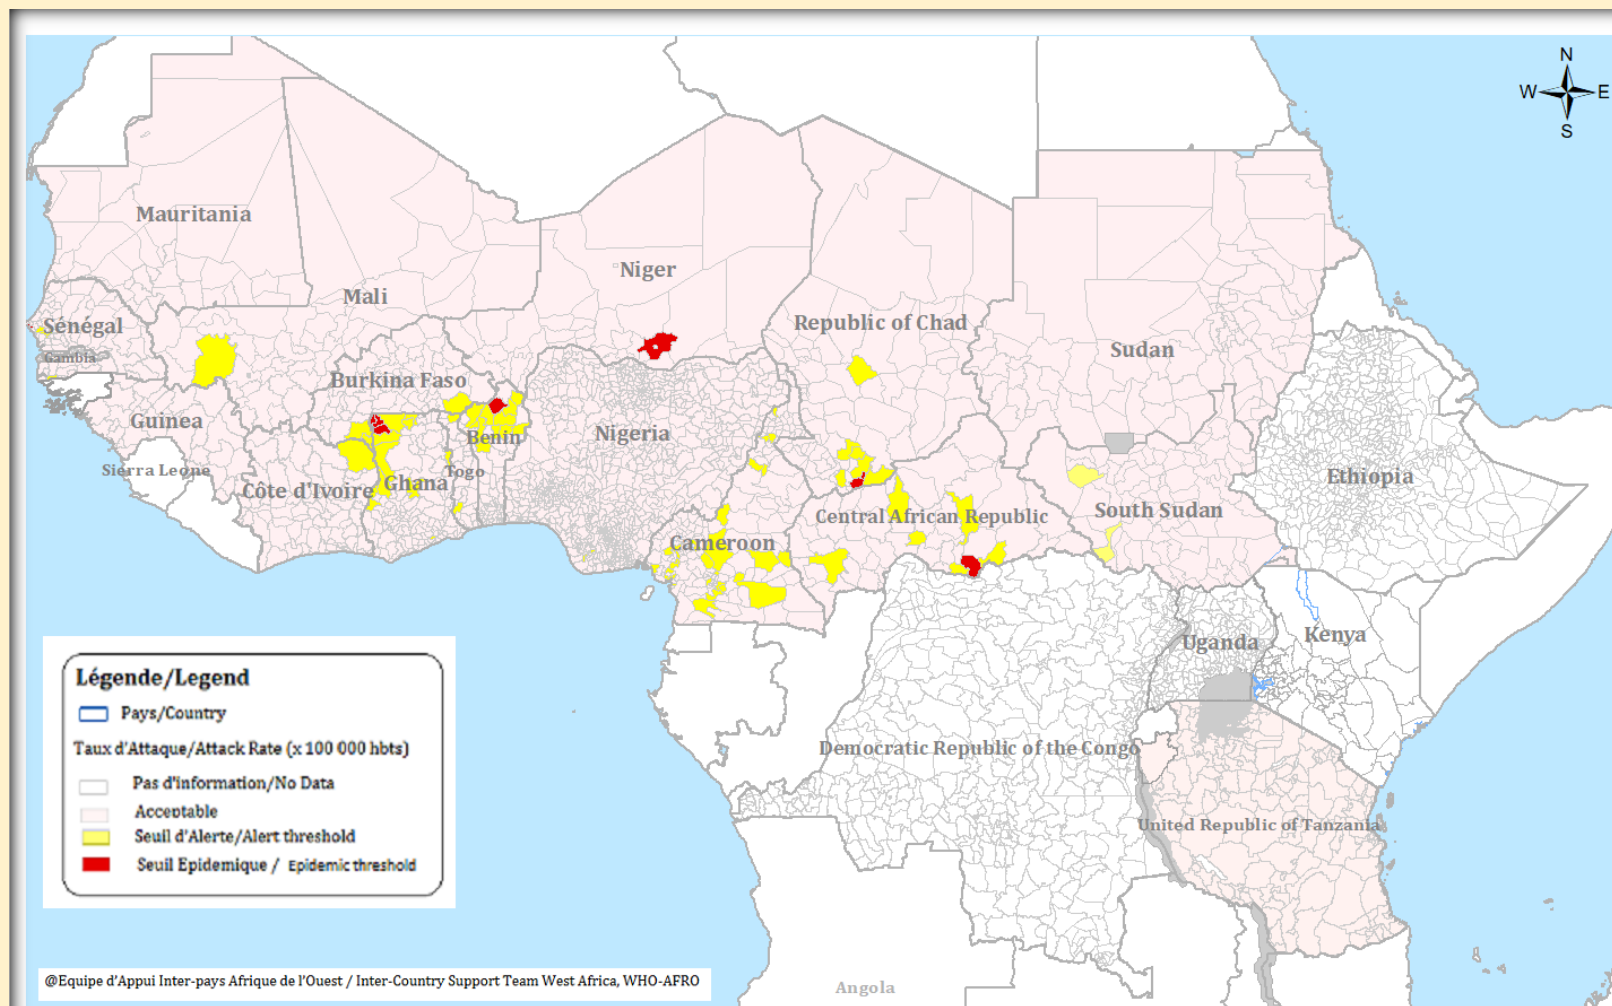 N
W E
S
Mauritania
Niger
Mali
Sénégal
Republic of Chad
Gambia
Sudan
Burkina Faso
Guinea
Nigeria
Benin
Sierra Leone
Togo
Ethiopia
Côte d'Ivoire
Ghana
South Sudan
Central African Republic
Cameroon
Uganda
Kenya
Democratic Republic of the Congo
United Republic of Tanzania
Angola
Légende/Legend
Pays/Country
Taux d'Attaque/Attack Rate (x 100 000 hbts)
Pas d'information/No Data
Acceptable
Seuil d'Alerte/Alert threshold
Seuil Epidemique / Epidemic threshold
@Equipe d'Appui Inter-pays Afrique de l'Ouest / Inter-Country Support Team West Africa, WHO-AFRO